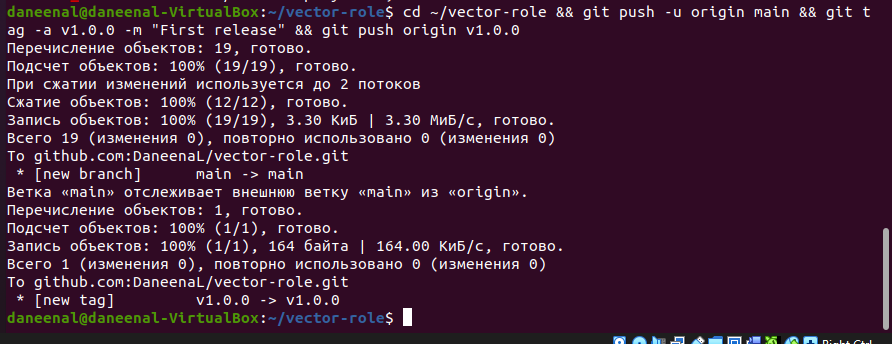 daneenal@daneenal-VirtualBox:~/vector-role$ cd ~/vector-role && git push -u origin main && git t
ag -a v1.0.0 -m "First release" && git push origin v1.0.0
Перечисление объектов: 19, готово.
Подсчет объектов: 100% (19/19), готово.
При сжатии изменений используется до 2 потоков
Сжатие объектов: 100% (12/12), готово.
Запись объектов: 100% (19/19), 3.30 КиБ | 3.30 МиБ/с, готово.
Всего 19 (изменения 0), повторно использовано 0 (изменения 0)
To github.com:DaneenaL/vector-role.git
 * [new branch]      main -> main
Ветка «main» отслеживает внешнюю ветку «main» из «origin».
Перечисление объектов: 1, готово.
Подсчет объектов: 100% (1/1), готово.
Запись объектов: 100% (1/1), 164 байта | 164.00 КиБ/с, готово.
Всего 1 (изменения 0), повторно использовано 0 (изменения 0)
To github.com:DaneenaL/vector-role.git
 * [new tag]         v1.0.0 -> v1.0.0
daneenal@daneenal-VirtualBox:~/vector-role$
Right Ctrl